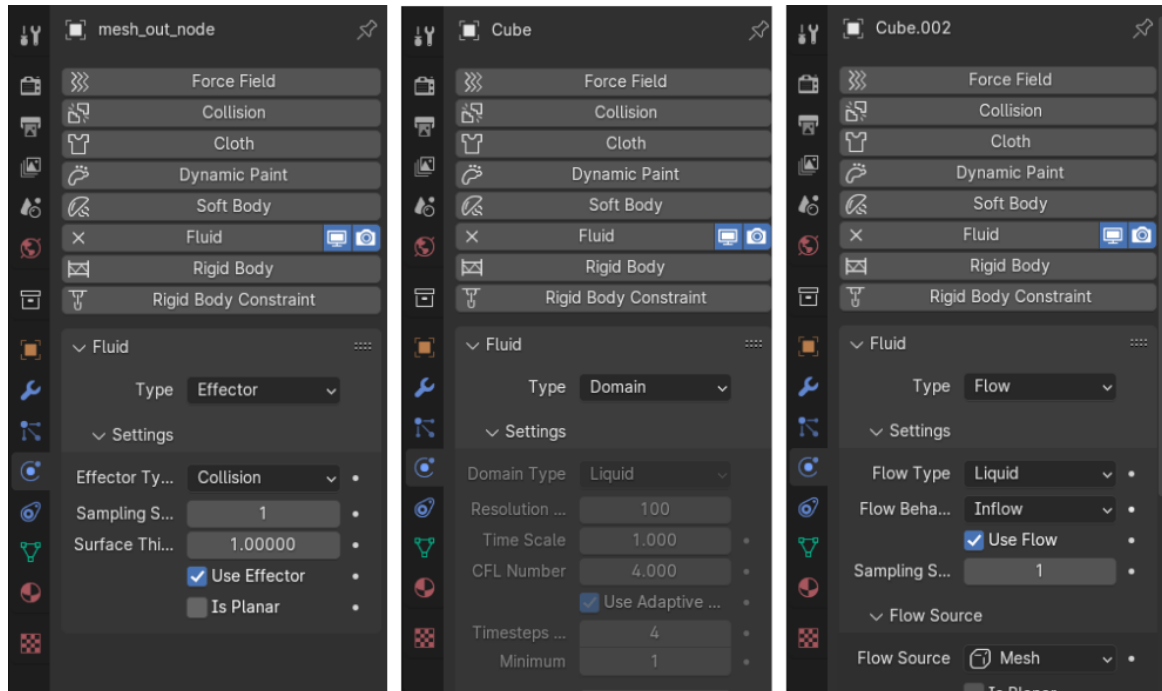 mesh_out_node
Force Field
Collision
Cloth
Dynamic Paint
Soft Body
Fluid
Rigid Body
Rigid Body Constraint
Fluid
Type Effector
Settings
Effector Ty... Collision
Sampling S... 1
Surface Thi... 1.00000
Use Effector
Is Planar
Cube
Force Field
Collision
Cloth
Dynamic Paint
Soft Body
Fluid
Rigid Body
Rigid Body Constraint
Fluid
Type Domain
Settings
Domain Type Liquid
Resolution ... 100
Time Scale 1.000
CFL Number 4.000
Use Adaptive ...
Timesteps ... 4
Minimum 1
Cube.002
Force Field
Collision
Cloth
Dynamic Paint
Soft Body
Fluid
Rigid Body
Rigid Body Constraint
Fluid
Type Flow
Settings
Flow Type Liquid
Flow Beha... Inflow
Use Flow
Sampling S... 1
Flow Source
Flow Source Mesh
Is Planar